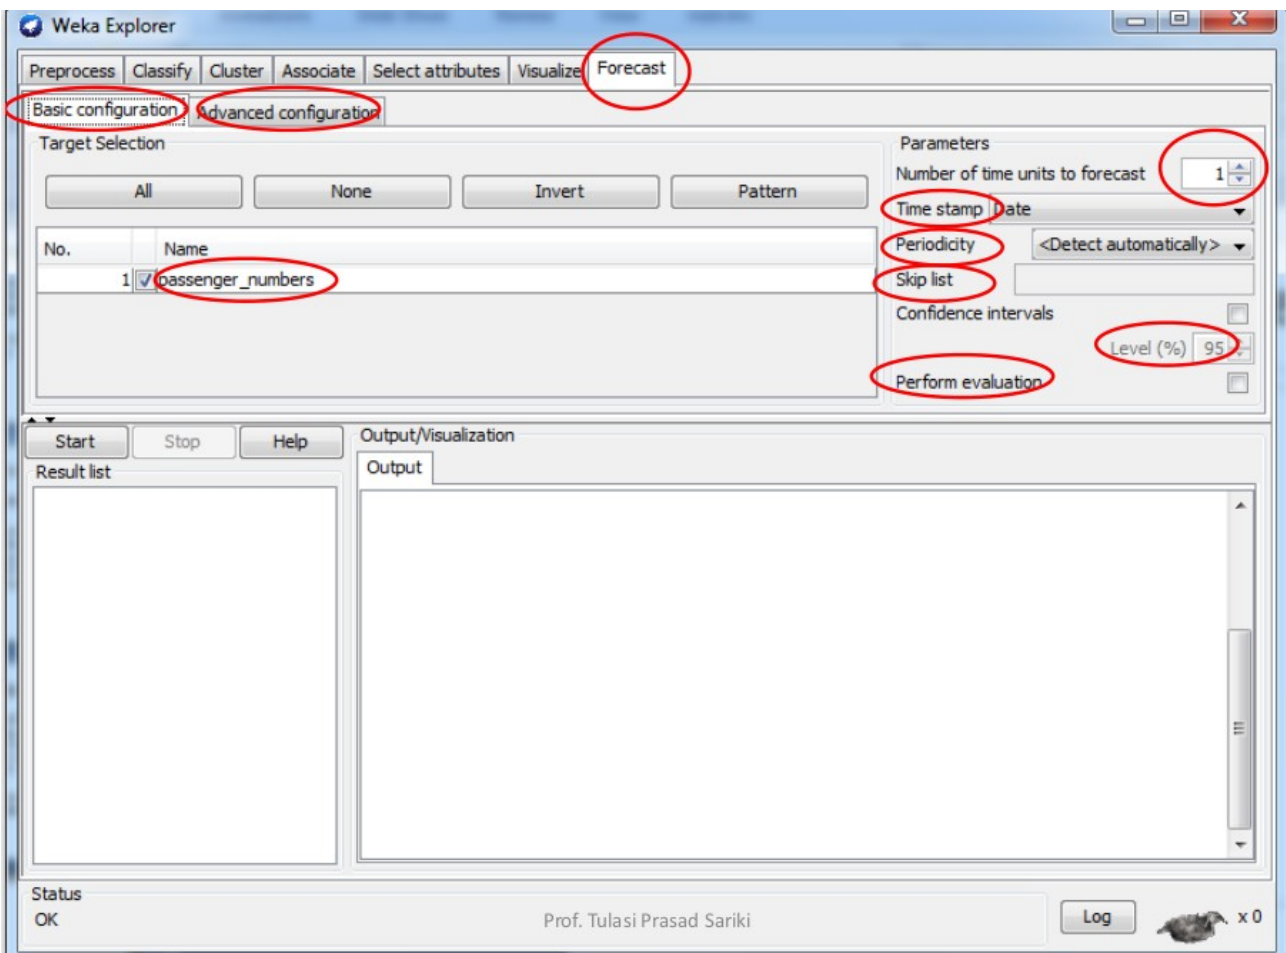 Weka Explorer
Preprocess Classify Cluster Associate Select attributes Visualize Forecast
Basic configuration Advanced configuration
Target Selection
All None Invert Pattern
No. Name
1 passenger_numbers
Parameters
Number of time units to forecast 1
Time stamp Date
Periodicity <Detect automatically>
Skip list
Confidence intervals
Level (%) 95
Perform evaluation
Start Stop Help
Result list
Output/Visualization
Output
Status
OK
Prof. Tulasi Prasad Sariki
Log x 0